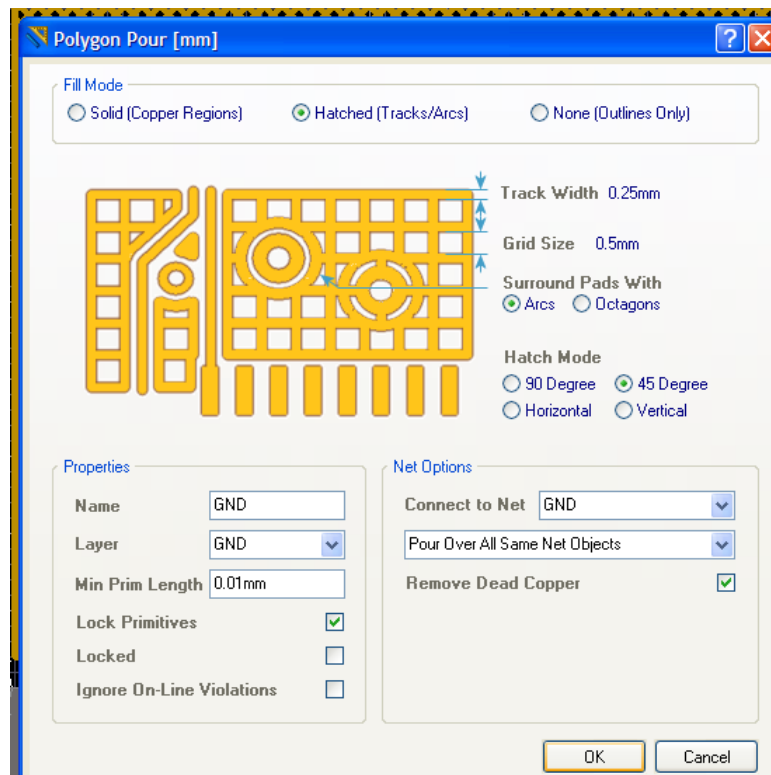 Polygon Pour [mm]
Fill Mode
Solid (Copper Regions) Hatched (Tracks/Arcs) None (Outlines Only)
Track Width 0.25mm
Grid Size 0.5mm
Surround Pads With
Arcs Octagons
Hatch Mode
90 Degree 45 Degree
Horizontal Vertical
Properties
Name GND
Layer GND
Min Prim Length 0.01mm
Lock Primitives
Locked
Ignore On-Line Violations
Net Options
Connect to Net GND
Pour Over All Same Net Objects
Remove Dead Copper
OK Cancel